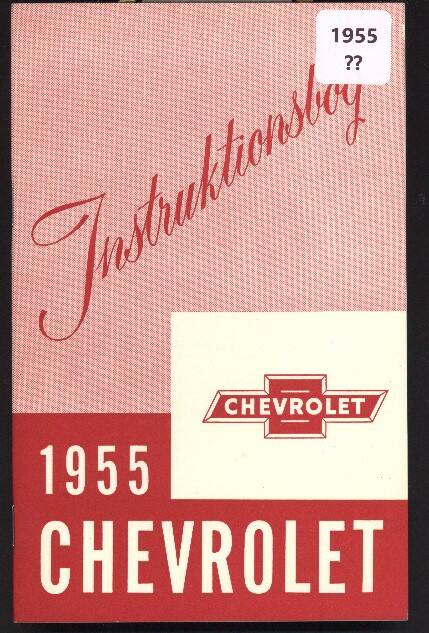 1955
??
Instruktionsbog
CHEVROLET
1955
CHEVROLET